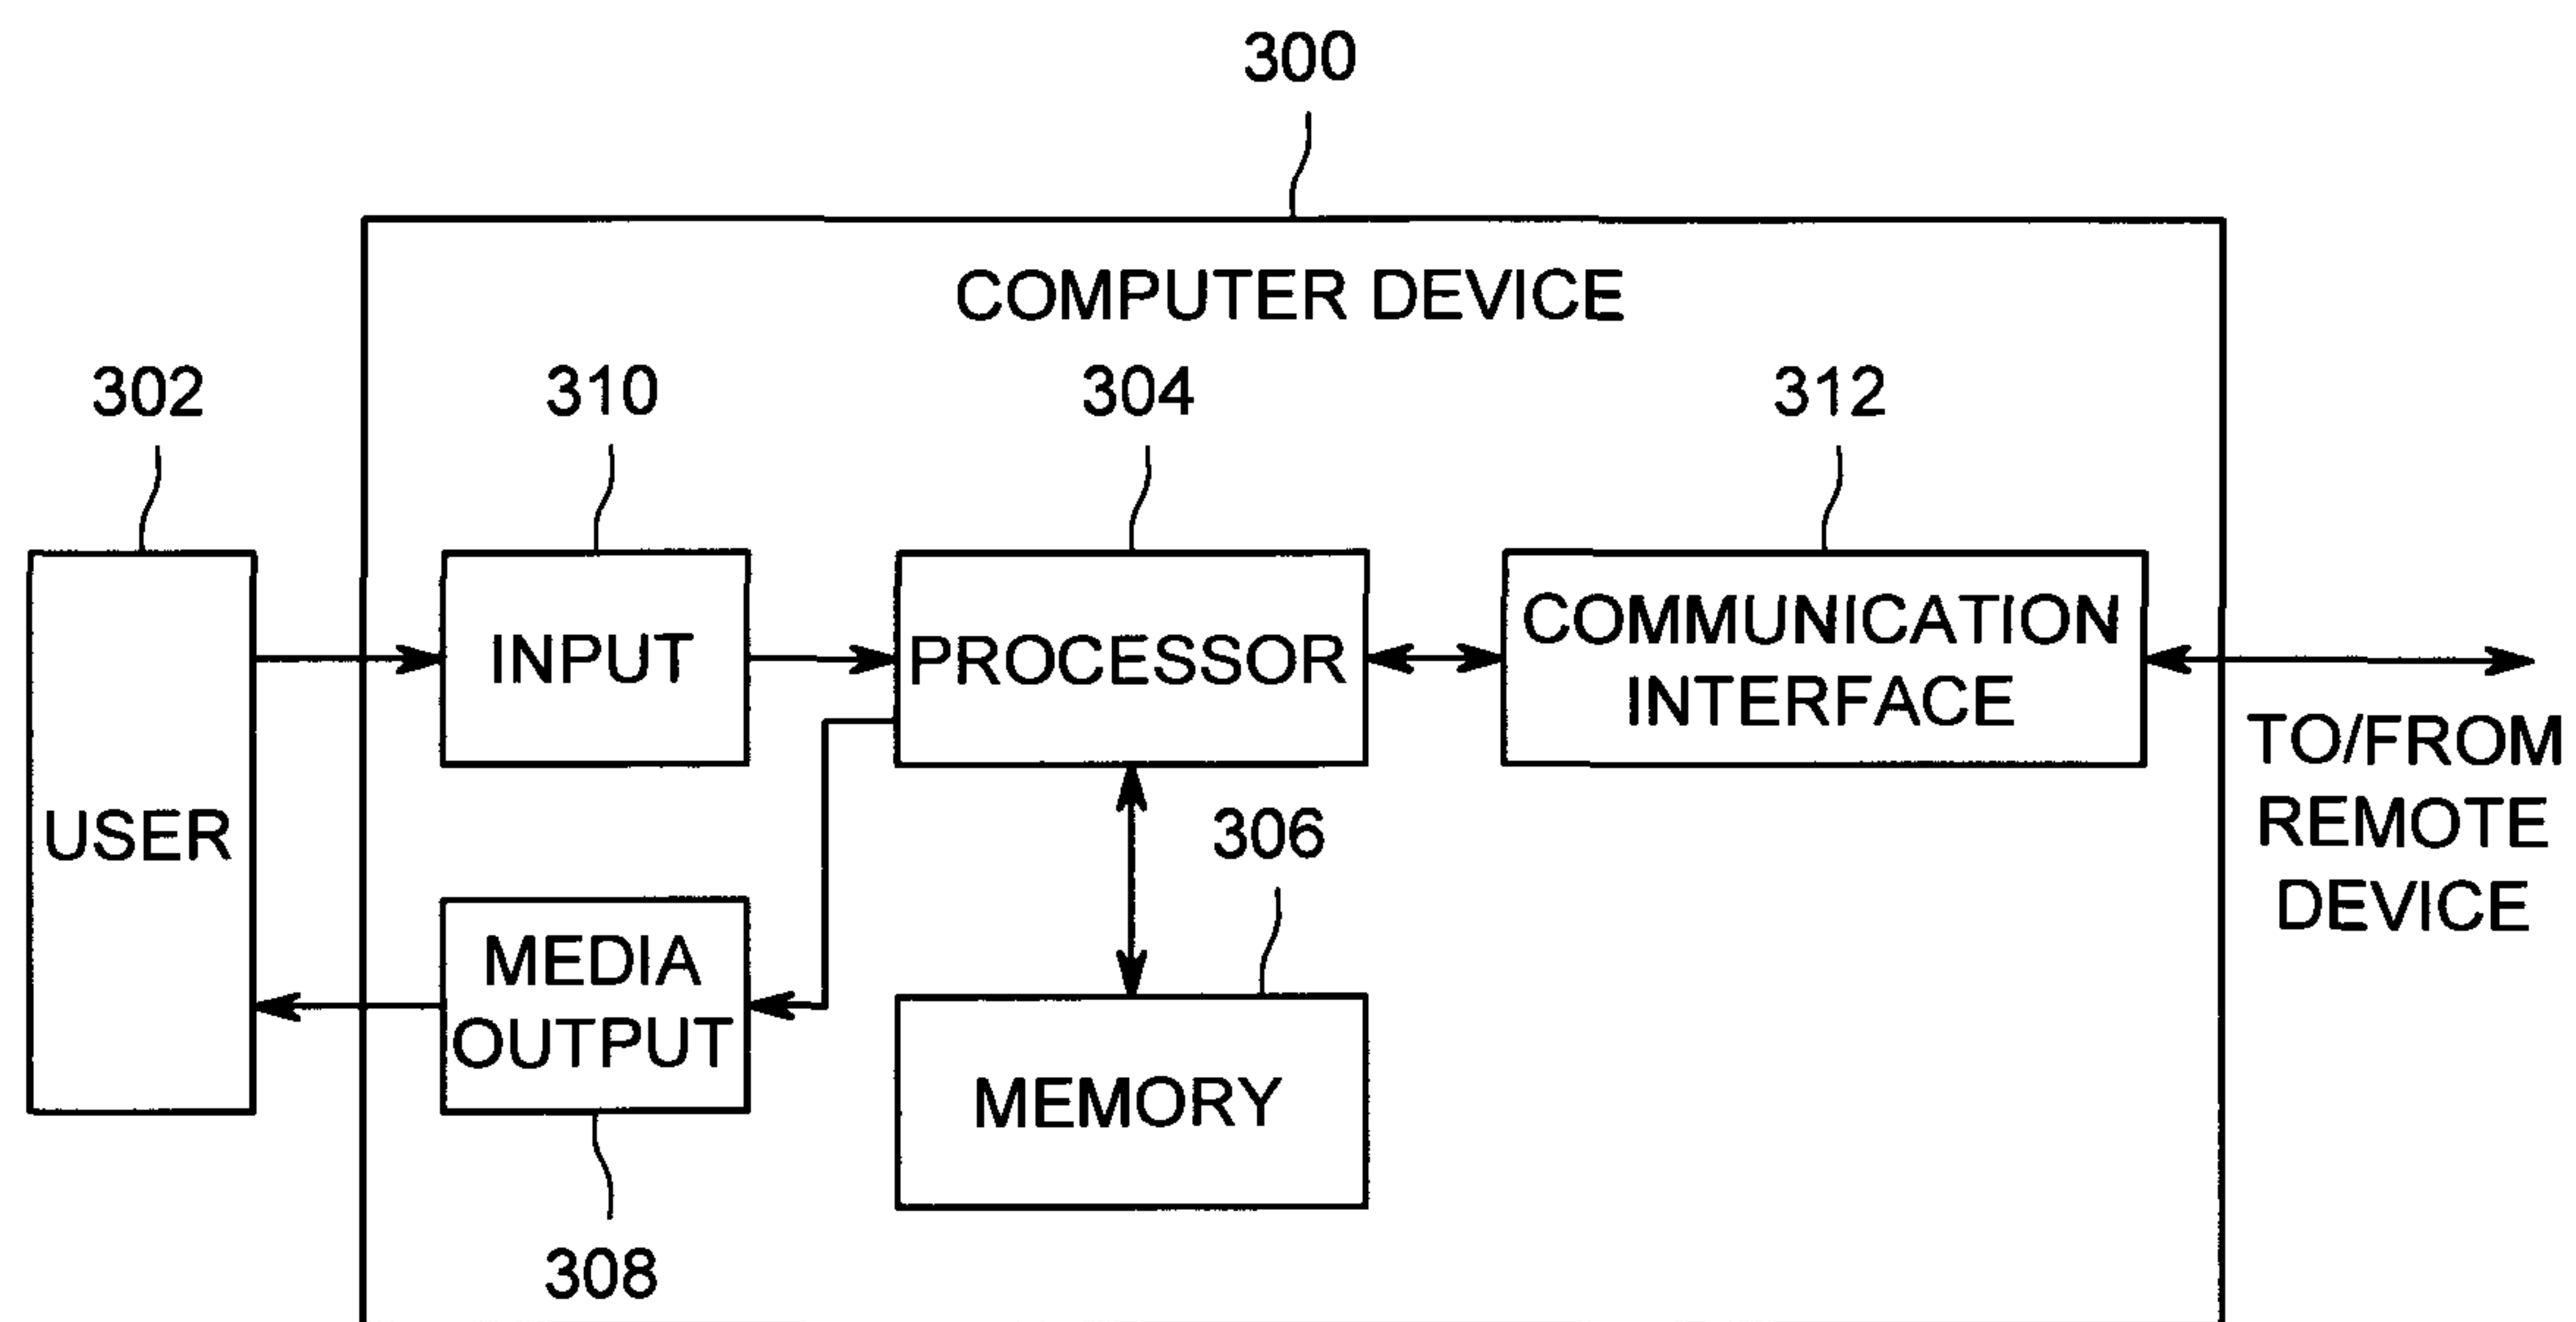 300
COMPUTER DEVICE
302
310
304
312
USER
INPUT
PROCESSOR
COMMUNICATION
INTERFACE
TO/FROM
REMOTE
DEVICE
306
MEDIA
OUTPUT
MEMORY
308